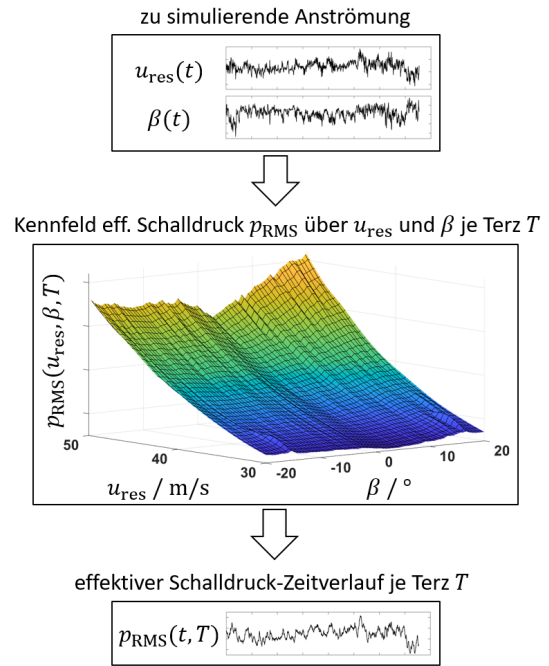 zu simulierende Anströmung
u_res(t)
β(t)
Kennfeld eff. Schalldruck p_RMS über u_res und β je Terz T
p_RMS(u_res, β, T)
50
40
30
-20
-10
0
10
20
u_res / m/s
β / °
effektiver Schalldruck-Zeitverlauf je Terz T
p_RMS(t, T)